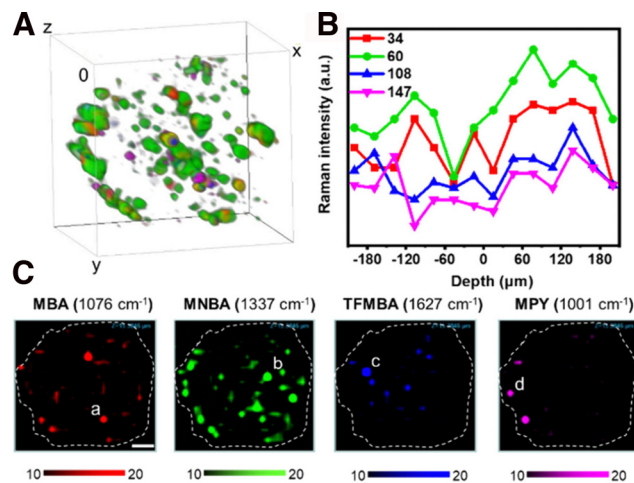 A
z
x
0
y
B
34
60
108
147
Raman intensity (a.u.)
-180 -120 -60 0 60 120 180
Depth (μm)
C
MBA (1076 cm⁻¹) MNBA (1337 cm⁻¹) TFMBA (1627 cm⁻¹) MPY (1001 cm⁻¹)
a b c d
10 20 10 20 10 20 10 20